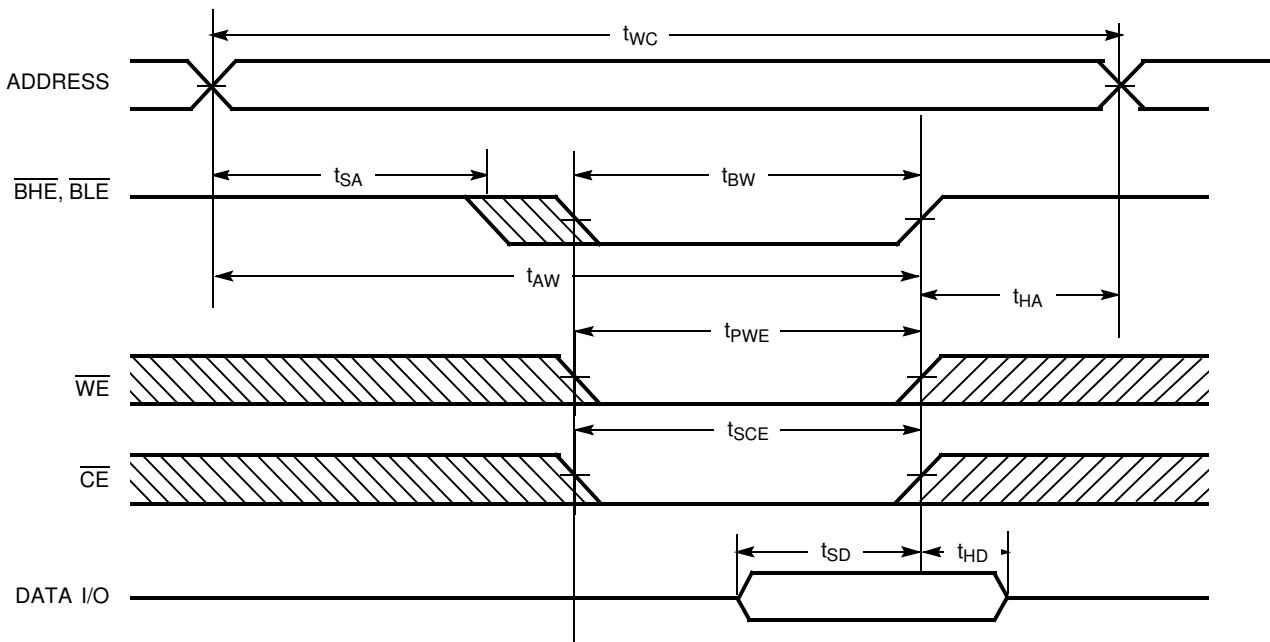 tWC
ADDRESS
tSA
tBW
BHE, BLE
tAW
tHA
tPWE
WE
tSCE
CE
tSD
tHD
DATA I/O